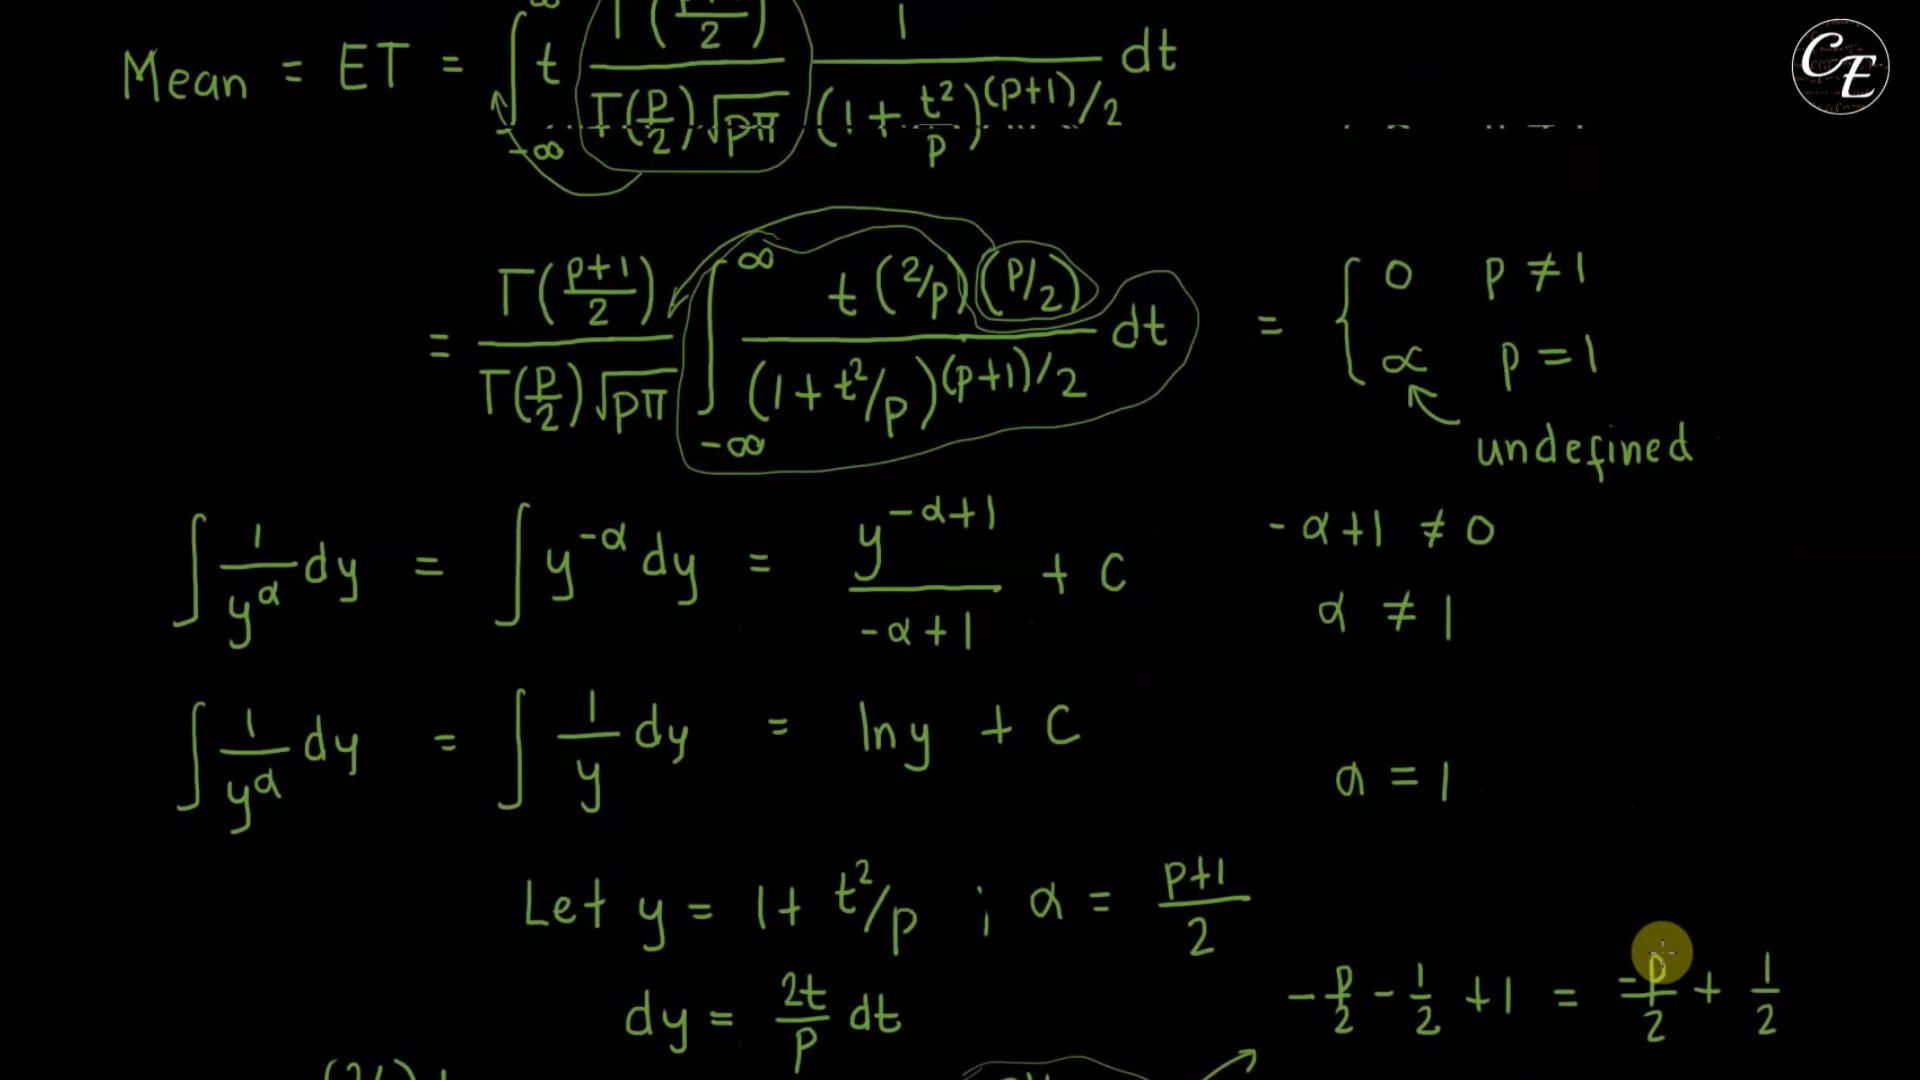 Mean = ET = ∫_{-∞}^{∞} t Γ(p+1/2) / Γ(p/2)√pπ 1 / (1 + t²/p)^{(p+1)/2} dt
= Γ(p+1/2) / Γ(p/2)√pπ ∫_{-∞}^{∞} t (2/p) (p/2) / (1 + t²/p)^{(p+1)/2} dt = { 0 p ≠ 1
∝ p = 1
undefined
∫ 1/y^α dy = ∫ y^{-α} dy = y^{-α+1} / -α+1 + C -α+1 ≠ 0
α ≠ 1
∫ 1/y^α dy = ∫ 1/y dy = ln y + C α = 1
Let y = 1 + t²/p ; α = p+1/2
dy = 2t/p dt -p/2 - 1/2 + 1 = -p/2 + 1/2
CE